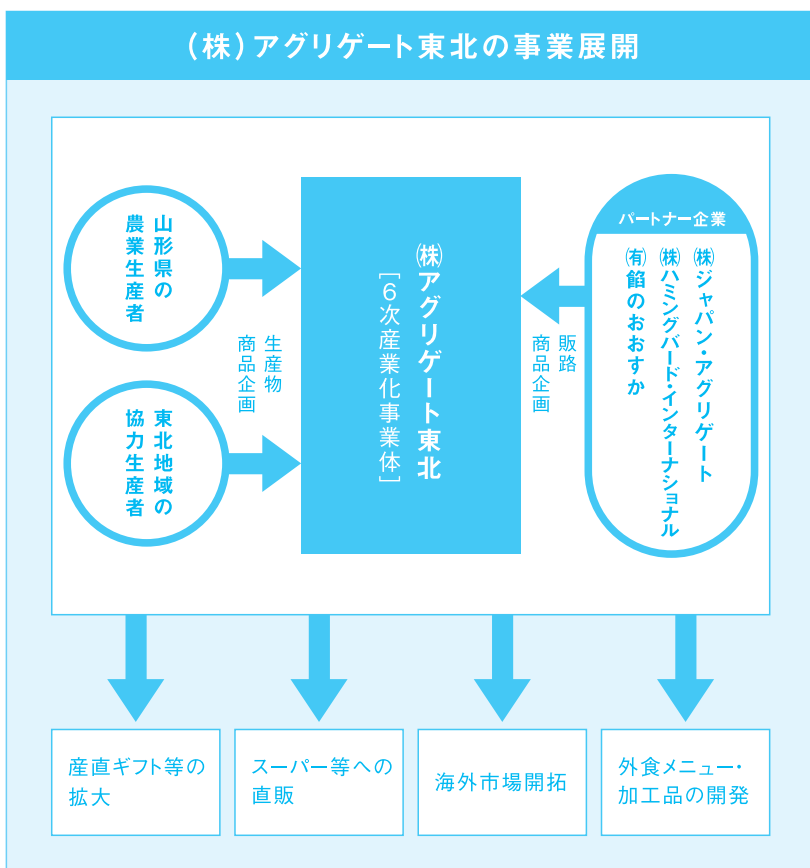 (株)アグリゲート東北の事業展開
山形県の
農業生産者
東北地域の
協力生産者
生産物
商品企画
㈱アグリゲート東北
[6次産業化事業体]
販路
商品企画
パートナー企業
㈱ジャパン・アグリゲート
㈱ハミングバード・インターナショナル
㈲餡のおおすか
産直ギフト等の
拡大
スーパー等への
直販
海外市場開拓
外食メニュー・
加工品の開発